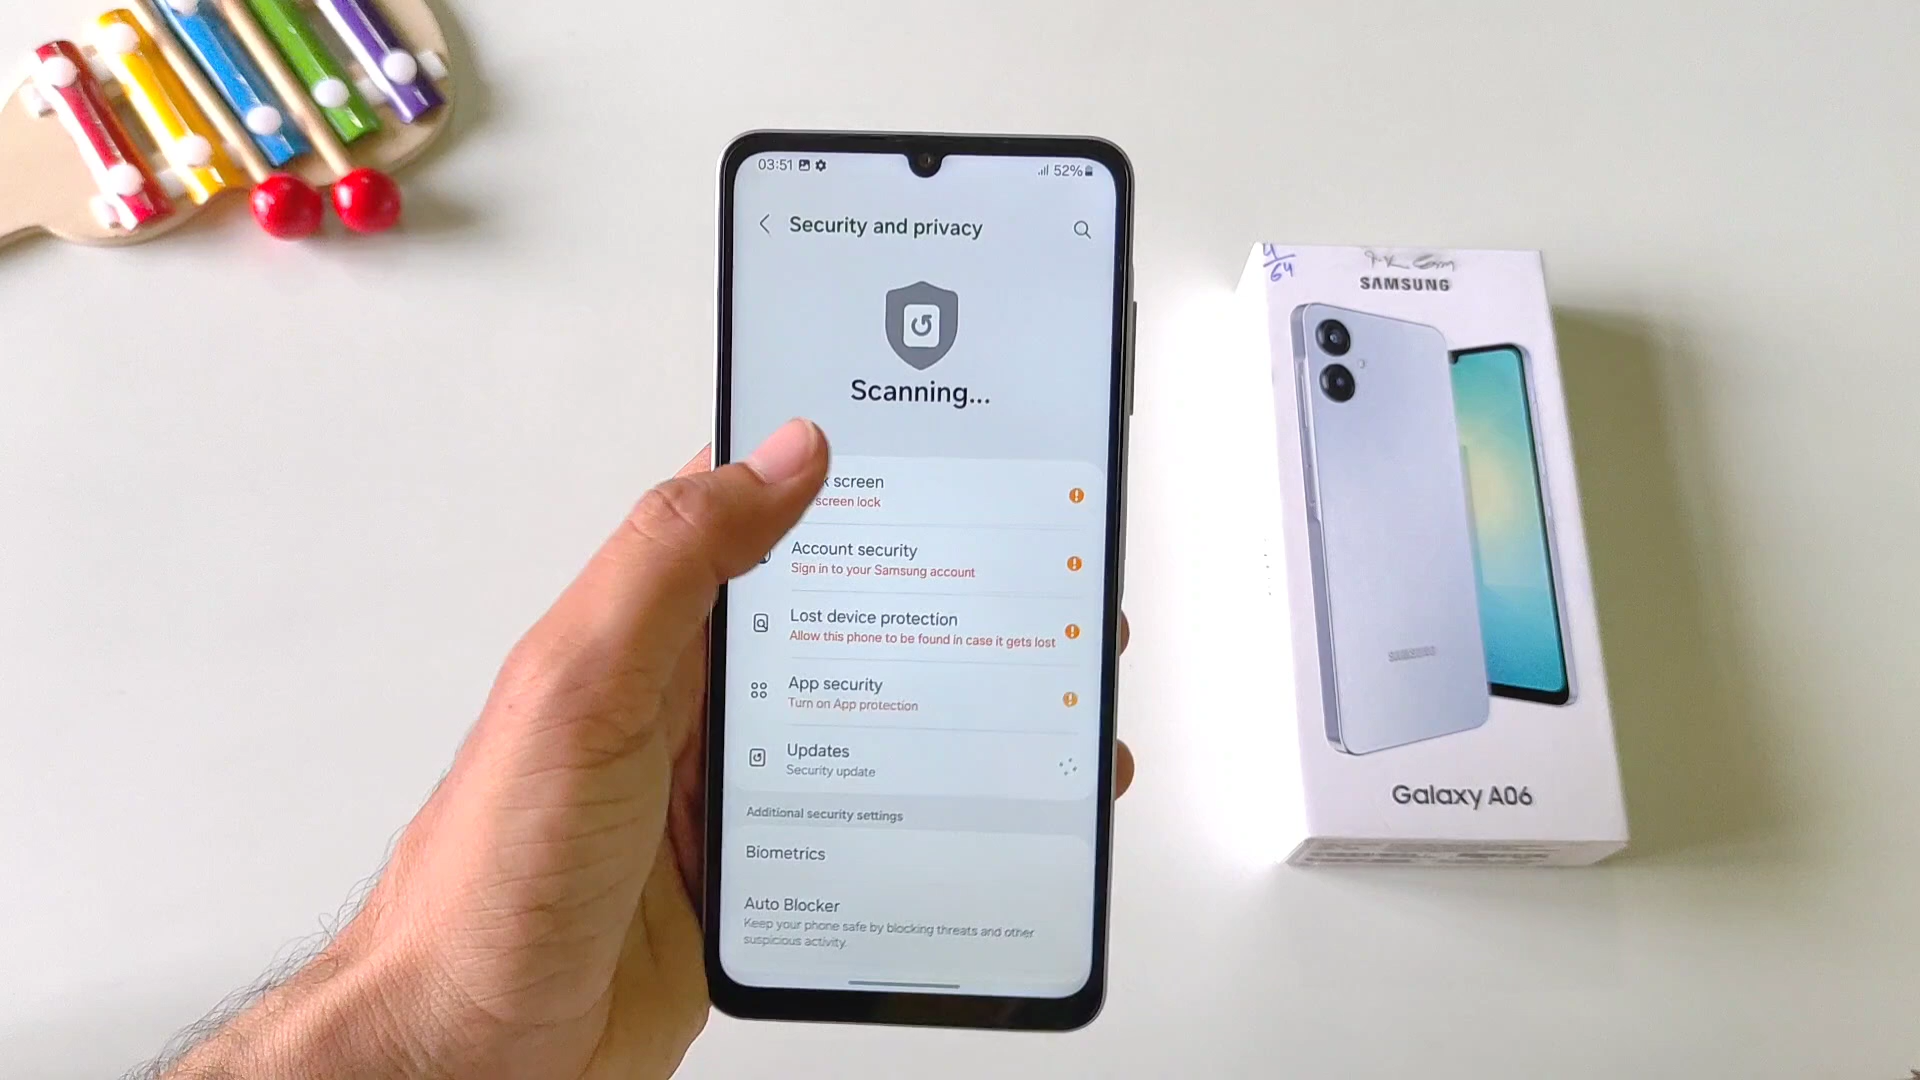 03:51
52%
Security and privacy
Scanning...
screen
screen lock
Account security
Sign in to your Samsung account
Lost device protection
Allow this phone to be found in case it gets lost
App security
Turn on App protection
Updates
Security update
Additional security settings
Biometrics
Auto Blocker
Keep your phone safe by blocking threats and other
suspicious activity.
4
64
SAMSUNG
SAMSUNG
Galaxy A06